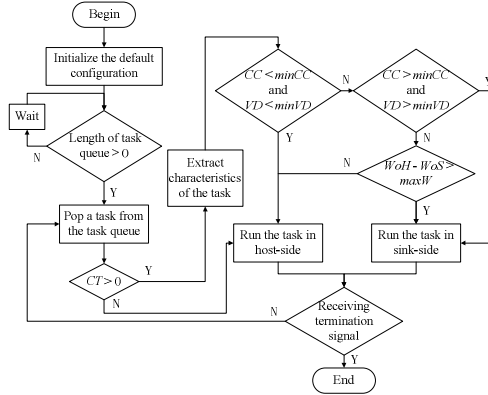 Begin
Initialize the default
configuration
Wait
Length of task
queue>0
N
Y
Pop a task from
the task queue
CT>0
Y
N
Extract
characteristics
of the task
CC<minCC
and
VD<minVD
N
Y
CC>minCC
and
VD>minVD
Y
N
WoH - WoS>
maxW
N
Y
Run the task in
host-side
Run the task in
sink-side
Receiving
termination
signal
N
Y
End